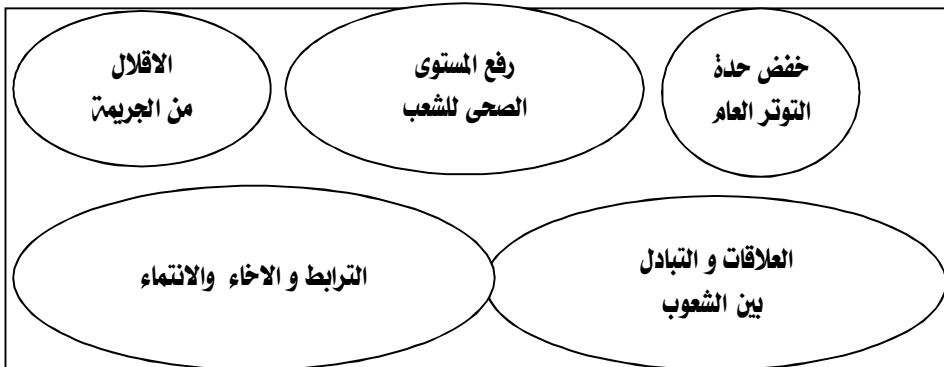 خفض حدة
التوتر العام
رفع المستوى
الصحى للشعب
الاقلال
من الجريمة
العلاقات و التبادل
بين الشعوب
الترابط و الاخاء والانتماء